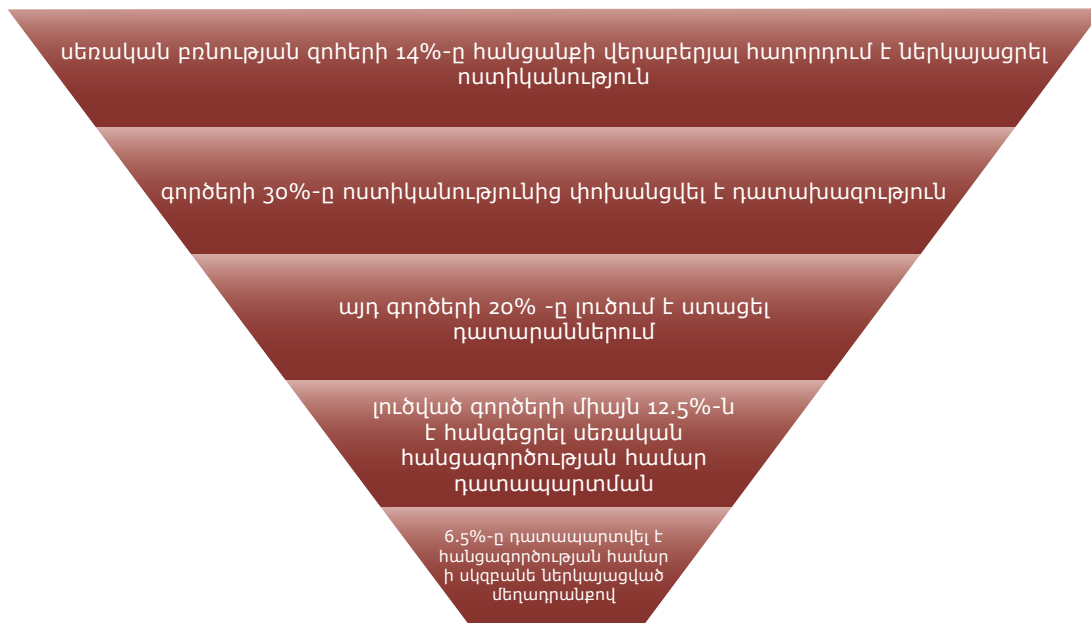 սեռական բռնության զոհերի 14%-ը հանցանքի վերաբերյալ հաղորդում է ներկայացրել
ոստիկանություն
գործերի 30%-ը ոստիկանությունից փոխանցվել է դատախազություն
այդ գործերի 20% -ը լուծում է ստացել
դատարաններում
լուծված գործերի միայն 12.5%-ն
է հանգեցրել սեռական
հանցագործության համար
դատապարտման
6.5%-ը դատապարտվել է
հանցագործության համար
ի սկզբանե ներկայացված
մեղադրանքով